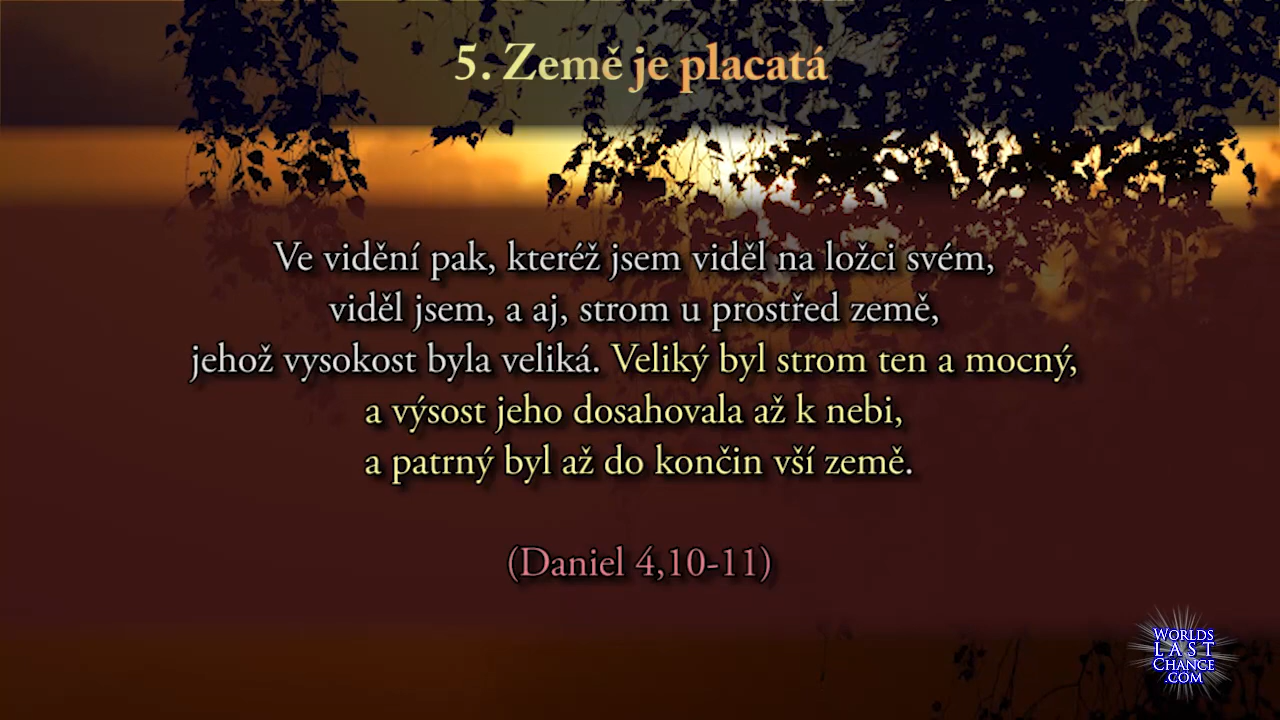 5. Země je placatá
Ve vidění pak, kteréž jsem viděl na ložci svém,
viděl jsem, a aj, strom u prostřed země,
jehož vysokost byla veliká. Veliký byl strom ten a mocný,
a výsost jeho dosahovala až k nebi,
a patrný byl až do končin vší země.
(Daniel 4,10-11)
WORLDS
LAST
CHANCE
.COM